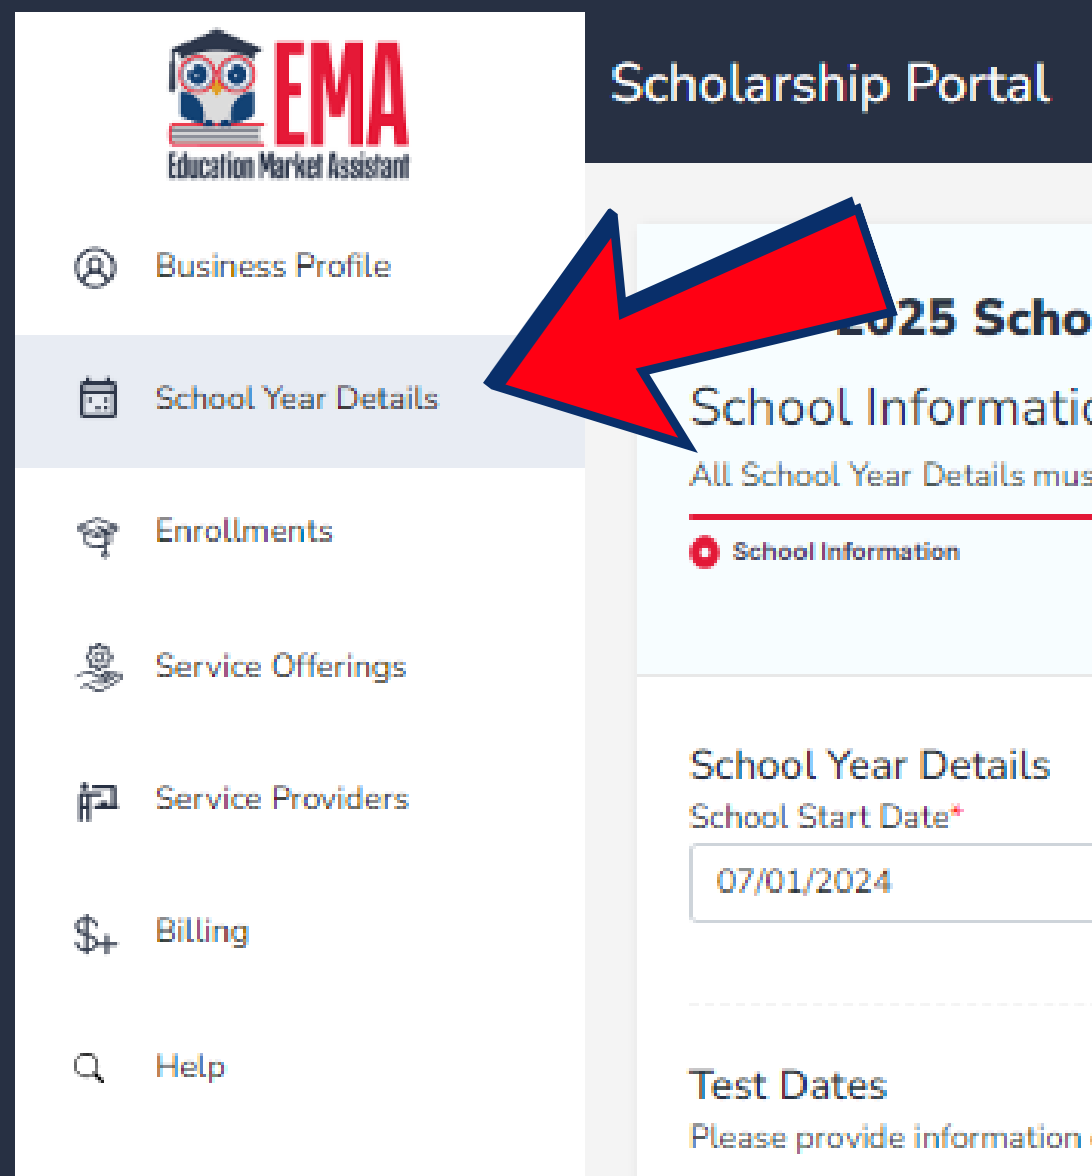 EMA
Education Market Assistant
Scholarship Portal
Business Profile
School Year Details
Enrollments
Service Offerings
Service Providers
Billing
Help
2025 Scho
School Informatio
All School Year Details mus
School Information
School Year Details
School Start Date*
07/01/2024
Test Dates
Please provide information